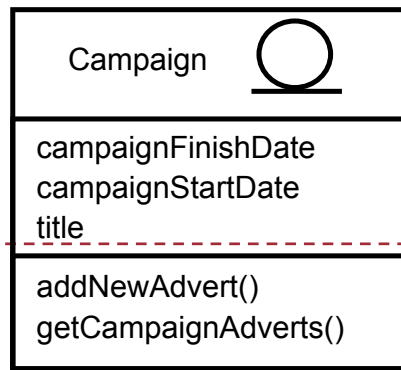 Campaign
campaignFinishDate
campaignStartDate
title
addNewAdvert()
getCampaignAdverts()